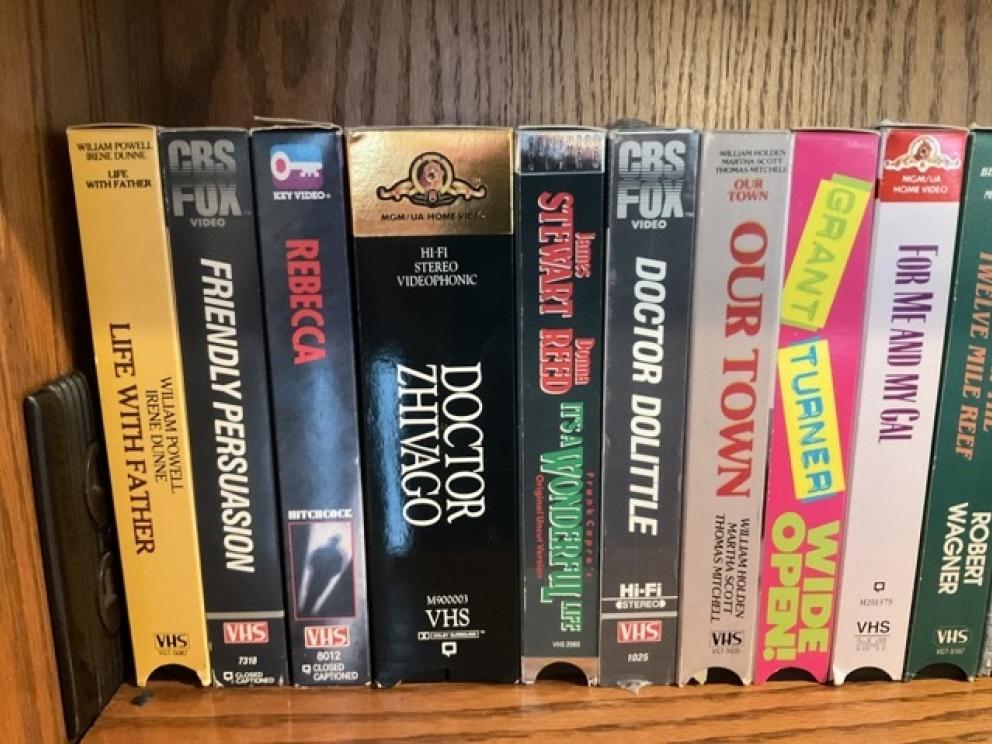 WILLIAM POWELL
IRENE DUNNE
LIFE
WITH FATHER
WILLIAM POWELL
IRENE DUNNE
LIFE WITH FATHER
VHS
CBS
FOX
VIDEO
FRIENDLY PERSUASION
VHS
7318
CLOSED
CAPTIONED
KEY VIDEO
REBECCA
HITCHCOCK
VHS
8012
CLOSED
CAPTIONED
MGM/UA HOME VIDEO
HI-FI
STEREO
VIDEOPHONIC
DOCTOR
ZHIVAGO
M900003
VHS
DOLBY SURROUND
James Donna
STEWART REED
Frank Capra's
IT'S A WONDERFUL LIFE
Original Uncut Version
VHS 2060
CBS
FOX
VIDEO
DOCTOR DOLITTLE
Hi-Fi
STEREO
VHS
1025
WILLIAM HOLDEN
MARTHA SCOTT
THOMAS MITCHELL
OUR
TOWN
OUR TOWN
WILLIAM HOLDEN
MARTHA SCOTT
THOMAS MITCHELL
VHS
GRANT
TURNER
WIDE
OPEN!
MGM/UA
HOME VIDEO
FOR ME AND MY GAL
M201379
VHS
TWELVE MILE REEF
ROBERT
WAGNER
VHS